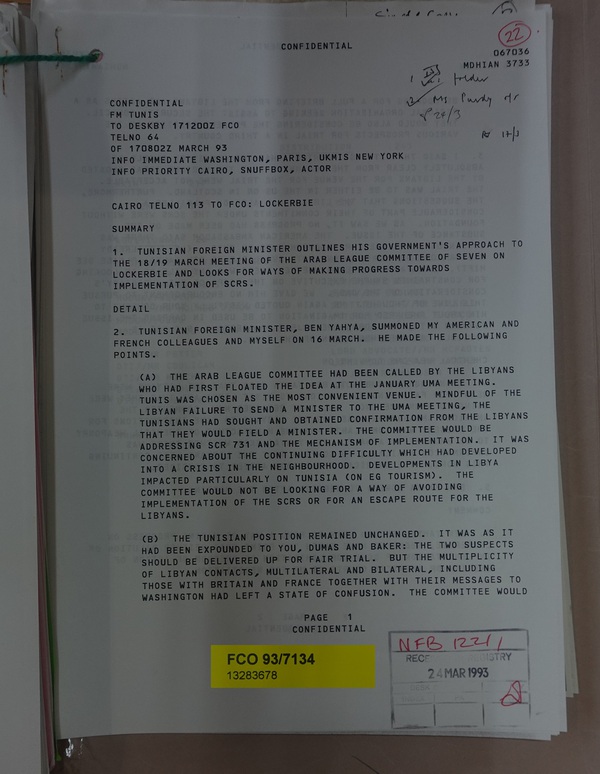 22
CONFIDENTIAL
067036
MDHIAN 3733
folder
Ms Purdy
24/3
17/3
CONFIDENTIAL
FM TUNIS
TO DESKBY 171200Z FCO
TELNO 64
OF 170802Z MARCH 93
INFO IMMEDIATE WASHINGTON, PARIS, UKMIS NEW YORK
INFO PRIORITY CAIRO, SNUFFBOX, ACTOR
CAIRO TELNO 113 TO FCO: LOCKERBIE
SUMMARY
1. TUNISIAN FOREIGN MINISTER OUTLINES HIS GOVERNMENT'S APPROACH TO
THE 18/19 MARCH MEETING OF THE ARAB LEAGUE COMMITTEE OF SEVEN ON
LOCKERBIE AND LOOKS FOR WAYS OF MAKING PROGRESS TOWARDS
IMPLEMENTATION OF SCRS.
DETAIL
2. TUNISIAN FOREIGN MINISTER, BEN YAHYA, SUMMONED MY AMERICAN AND
FRENCH COLLEAGUES AND MYSELF ON 16 MARCH. HE MADE THE FOLLOWING
POINTS.
(A) THE ARAB LEAGUE COMMITTEE HAD BEEN CALLED BY THE LIBYANS
WHO HAD FIRST FLOATED THE IDEA AT THE JANUARY UMA MEETING.
TUNIS WAS CHOSEN AS THE MOST CONVENIENT VENUE. MINDFUL OF THE
LIBYAN FAILURE TO SEND A MINISTER TO THE UMA MEETING, THE
TUNISIANS HAD SOUGHT AND OBTAINED CONFIRMATION FROM THE LIBYANS
THAT THEY WOULD FIELD A MINISTER. THE COMMITTEE WOULD BE
ADDRESSING SCR 731 AND THE MECHANISM OF IMPLEMENTATION. IT WAS
CONCERNED ABOUT THE CONTINUING DIFFICULTY WHICH HAD DEVELOPED
INTO A CRISIS IN THE NEIGHBOURHOOD. DEVELOPMENTS IN LIBYA
IMPACTED PARTICULARLY ON TUNISIA (ON EG TOURISM). THE
COMMITTEE WOULD NOT BE LOOKING FOR A WAY OF AVOIDING
IMPLEMENTATION OF THE SCRS OR FOR AN ESCAPE ROUTE FOR THE
LIBYANS.
(B) THE TUNISIAN POSITION REMAINED UNCHANGED. IT WAS AS IT
HAD BEEN EXPOUNDED TO YOU, DUMAS AND BAKER: THE TWO SUSPECTS
SHOULD BE DELIVERED UP FOR FAIR TRIAL. BUT THE MULTIPLICITY
OF LIBYAN CONTACTS, MULTILATERAL AND BILATERAL, INCLUDING
THOSE WITH BRITAIN AND FRANCE TOGETHER WITH THEIR MESSAGES TO
WASHINGTON HAD LEFT A STATE OF CONFUSION. THE COMMITTEE WOULD
PAGE 1
CONFIDENTIAL
FCO 93/7134
13283678
NFB 122/1
24 MAR 1993